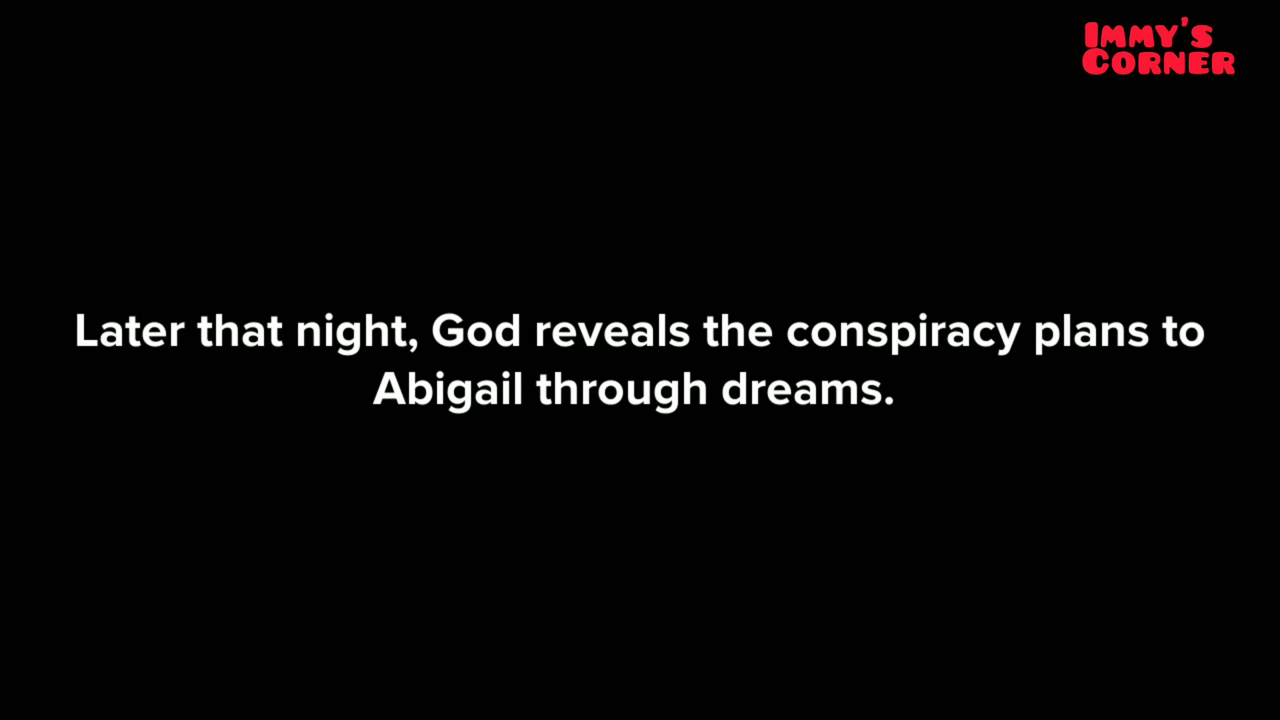 IMMY'S
CORNER
Later that night, God reveals the conspiracy plans to
Abigail through dreams.